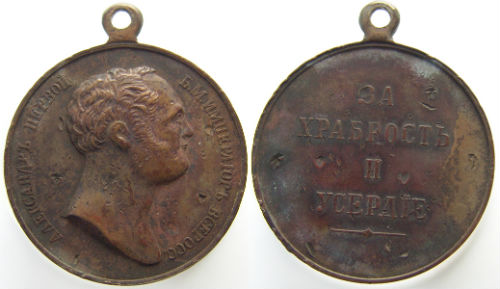 АЛЕКСАНДРЪ ПЕРВОЙ Б. М. ИМПЕРАТОРЪ ВСЕРОСС.
ЗА
ХРАБРОСТЬ
И
УСЕРДІЕ